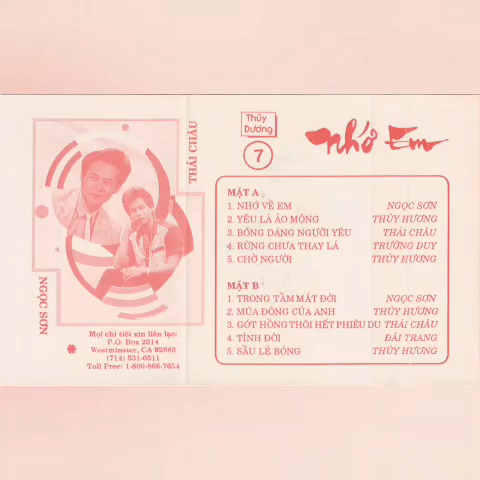 THÁI CHÂU
NGỌC SƠN
Mọi chi tiết xin liên lạc:
P.O. Box 2014
Westminster, CA 92683
(714) 531-0511
Toll Free: 1-800-866-7654
Thúy
Dương
7
Nhớ Em
MẶT A
1. NHỚ VỀ EM NGỌC SƠN
2. YÊU LÀ ẢO MỘNG THÚY HƯƠNG
3. BÓNG DÁNG NGƯỜI YÊU THÁI CHÂU
4. RỪNG CHƯA THAY LÁ TRƯỜNG DUY
5. CHỜ NGƯỜI THÚY HƯƠNG
MẶT B
1. TRONG TẦM MẮT ĐỜI NGỌC SƠN
2. MÙA ĐÔNG CỦA ANH THÚY HƯƠNG
3. GÓT HỒNG THÔI HẾT PHIÊU DU THÁI CHÂU
4. TÌNH ĐỜI ĐÀI TRANG
5. SẦU LẺ BÓNG THÚY HƯƠNG